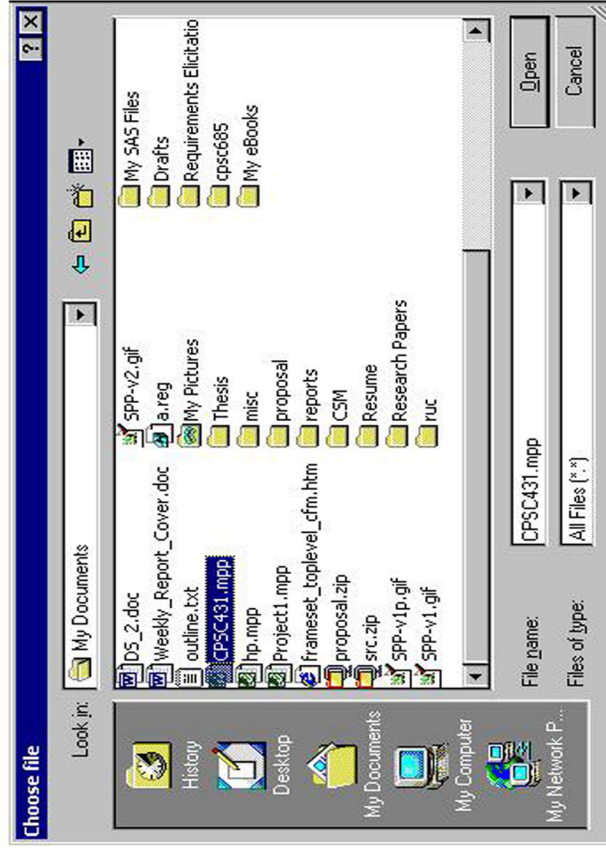 Choose file
Look in:
My Documents
History
Desktop
My Documents
My Computer
My Network P...
DS_2.doc
Weekly_Report_Cover.doc
outline.txt
CPSC431.mpp
hp.mpp
Project1.mpp
frameset_toplevel_cfm.htm
proposal.zip
src.zip
SPP-v1p.gif
SPP-v1.gif
SPP-v2.gif
a.reg
My Pictures
Thesis
misc
proposal
reports
CSM
Resume
Research Papers
ruc
My SAS Files
Drafts
Requirements Elicitatio
cpsc685
My eBooks
File name:
CPSC431.mpp
Open
Files of type:
All Files (*.*)
Cancel